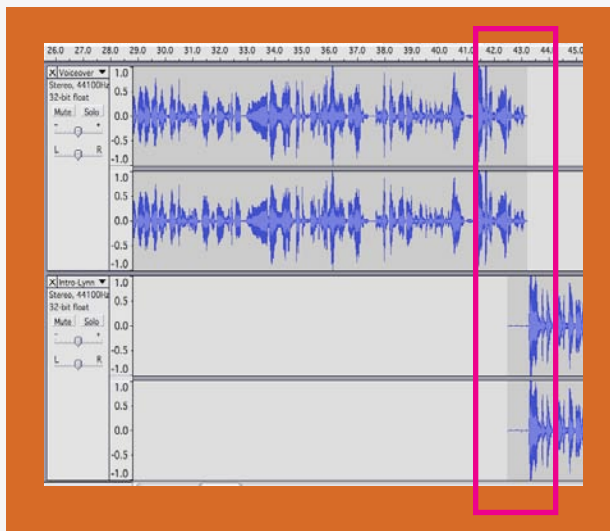 26.0 27.0 28.0 29.0 30.0 31.0 32.0 33.0 34.0 35.0 36.0 37.0 38.0 39.0 40.0 41.0 42.0 43.0 44.0 45.0
X Voiceover ▼ 1.0
Stereo, 44100Hz
32-bit float 0.5
Mute Solo 0.0
- +
L R -0.5
-1.0
1.0
0.5
0.0
-0.5
-1.0
X Intro-Lynn ▼ 1.0
Stereo, 44100Hz
32-bit float 0.5
Mute Solo 0.0
- +
L R -0.5
-1.0
1.0
0.5
0.0
-0.5
-1.0